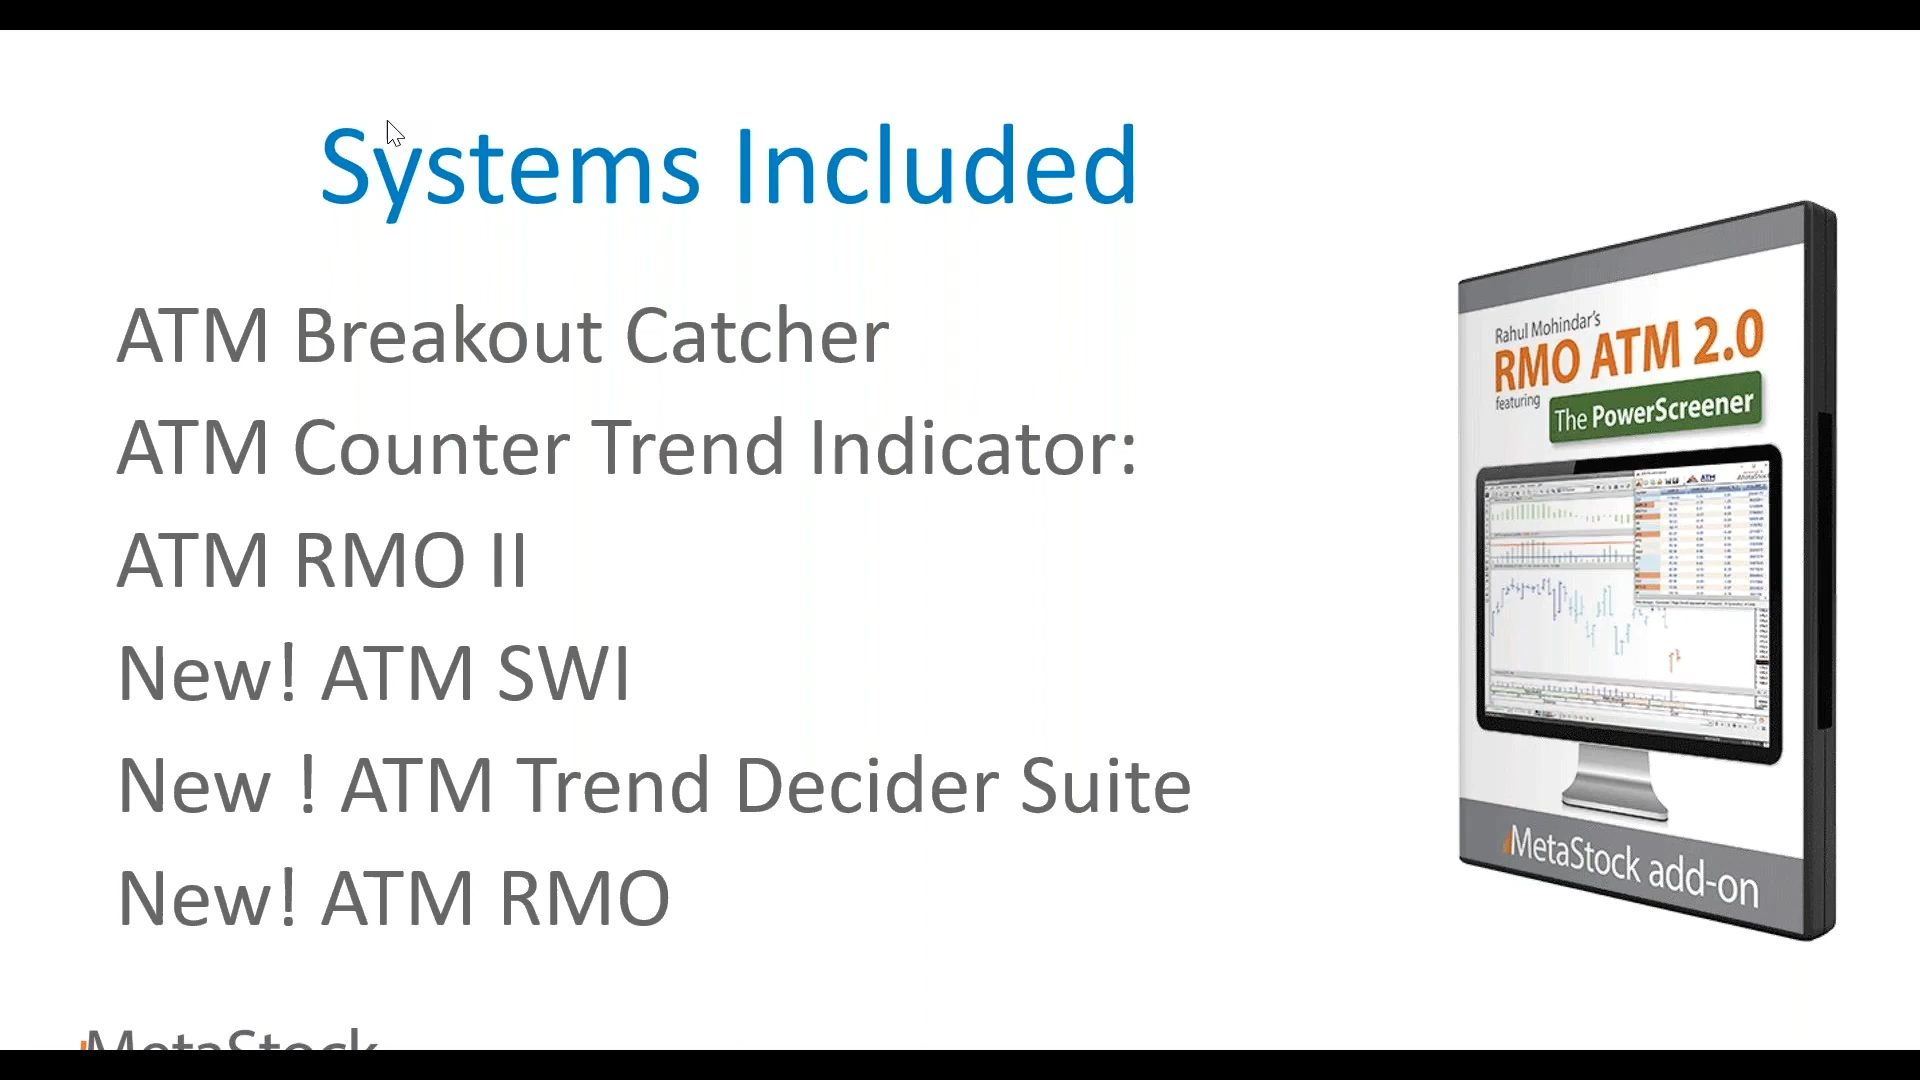 Systems Included
ATM Breakout Catcher
ATM Counter Trend Indicator:
ATM RMO II
New! ATM SWI
New ! ATM Trend Decider Suite
New! ATM RMO
Rahul Mohindar's
RMO ATM 2.0
featuring
The PowerScreener
MetaStock add-on
MetaStock